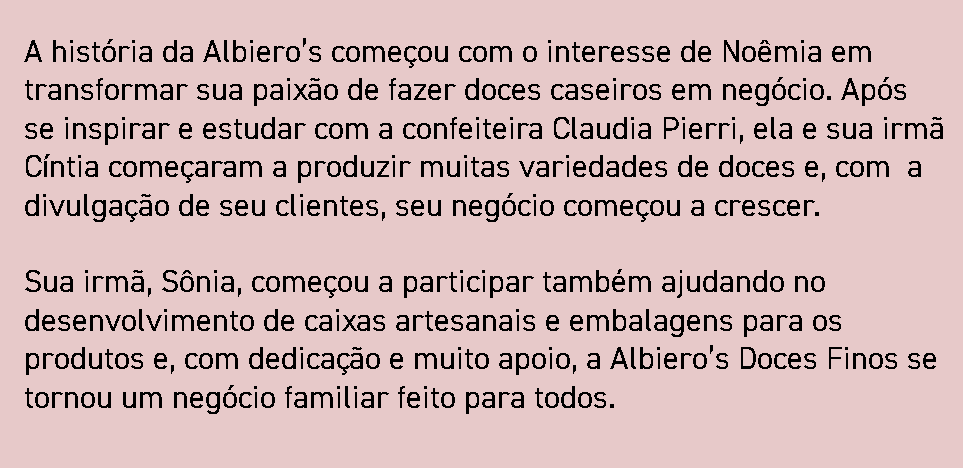 A história da Albiero’s começou com o interesse de Noêmia em
transformar sua paixão de fazer doces caseiros em negócio. Após
se inspirar e estudar com a confeiteira Claudia Pierri, ela e sua irmã
Cíntia começaram a produzir muitas variedades de doces e, com  a
divulgação de seu clientes, seu negócio começou a crescer.

Sua irmã, Sônia, começou a participar também ajudando no
desenvolvimento de caixas artesanais e embalagens para os
produtos e, com dedicação e muito apoio, a Albiero’s Doces Finos se
tornou um negócio familiar feito para todos.